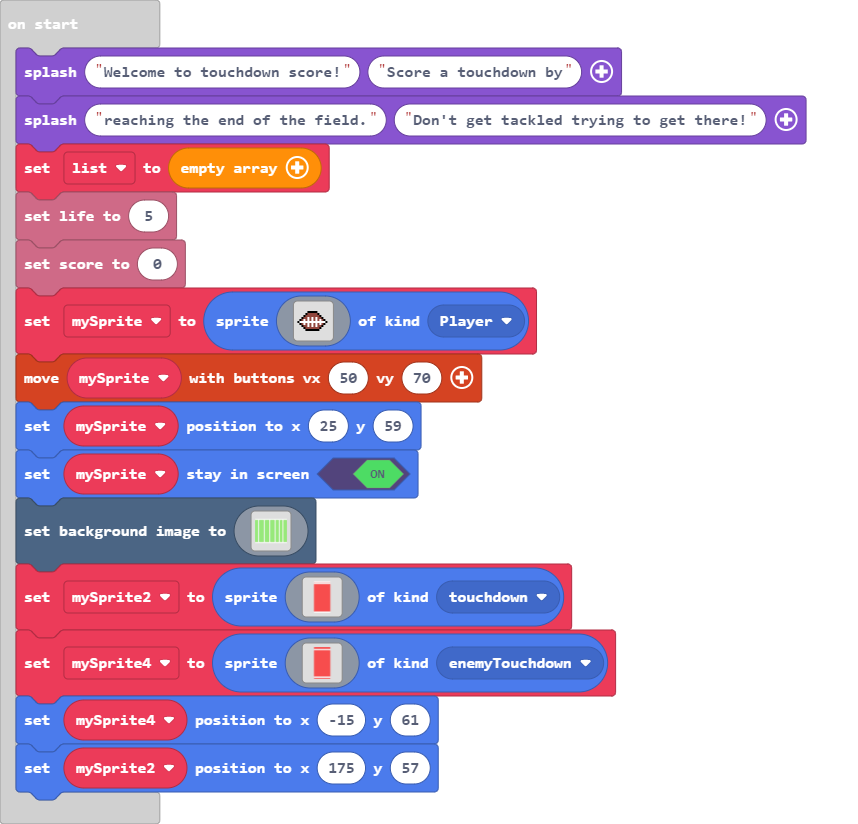 on start
splash "Welcome to touchdown score!" "Score a touchdown by"
splash "reaching the end of the field." "Don't get tackled trying to get there!"
set list to empty array
set life to 5
set score to 0
set mySprite to sprite of kind Player
move mySprite with buttons vx 50 vy 70
set mySprite position to x 25 y 59
set mySprite stay in screen ON
set background image to
set mySprite2 to sprite of kind touchdown
set mySprite4 to sprite of kind enemyTouchdown
set mySprite4 position to x -15 y 61
set mySprite2 position to x 175 y 57